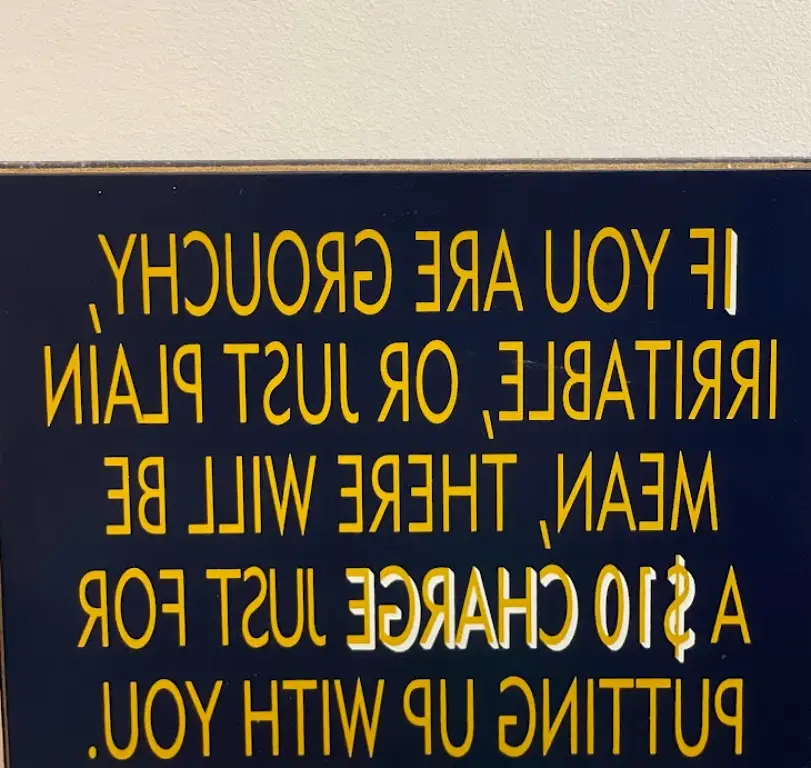 IF YOU ARE GROUCHY,
IRRITABLE, OR JUST PLAIN
MEAN, THERE WILL BE
A $10 CHARGE JUST FOR
PUTTING UP WITH YOU.